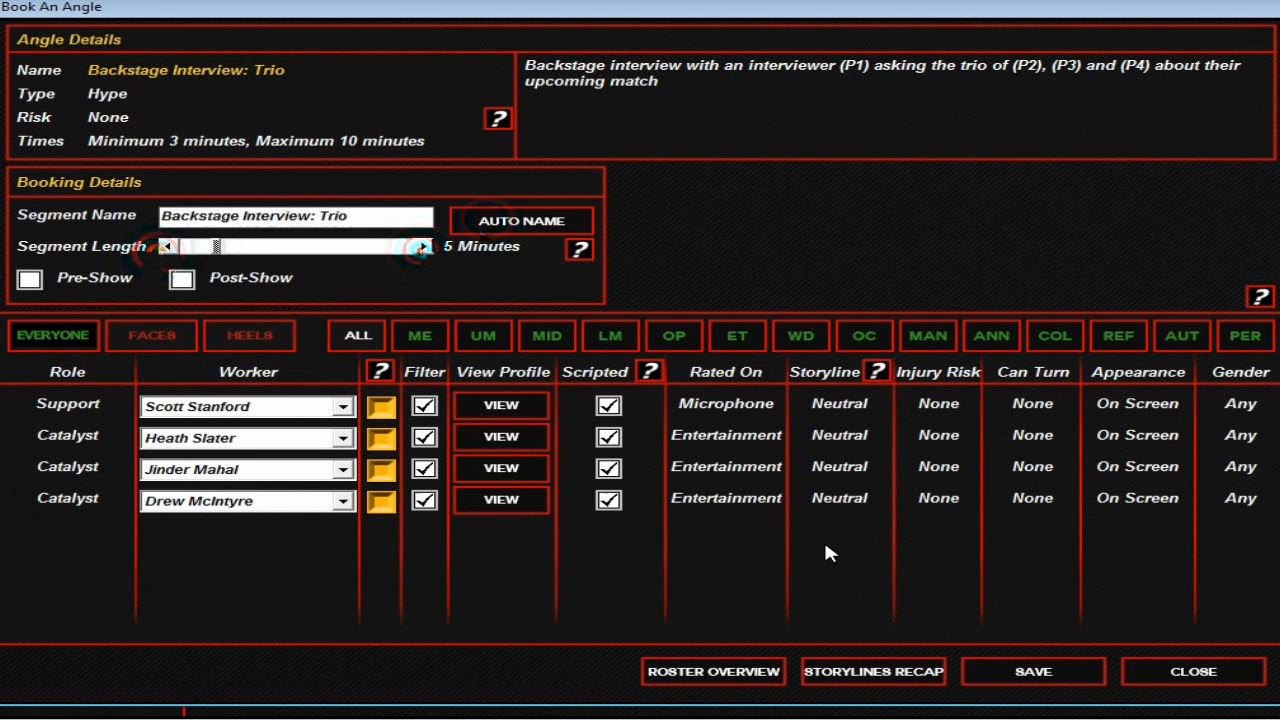 Book An Angle
Angle Details
Name Backstage Interview: Trio
Type Hype
Risk None
?
Times Minimum 3 minutes, Maximum 10 minutes
Backstage interview with an interviewer (P1) asking the trio of (P2), (P3) and (P4) about their
upcoming match
Booking Details
Segment Name Backstage Interview: Trio AUTO NAME
Segment Length 5 Minutes ?
Pre-Show Post-Show
?
EVERYONE FACES HEELS ALL ME UM MID LM OP ET WD OC MAN ANN COL REF AUT PER
Role Worker ? Filter View Profile Scripted ? Rated On Storyline ? Injury Risk Can Turn Appearance Gender
Support Scott Stanford VIEW Microphone Neutral None None On Screen Any
Catalyst Heath Slater VIEW Entertainment Neutral None None On Screen Any
Catalyst Jinder Mahal VIEW Entertainment Neutral None None On Screen Any
Catalyst Drew McIntyre VIEW Entertainment Neutral None None On Screen Any
ROSTER OVERVIEW STORYLINES RECAP SAVE CLOSE